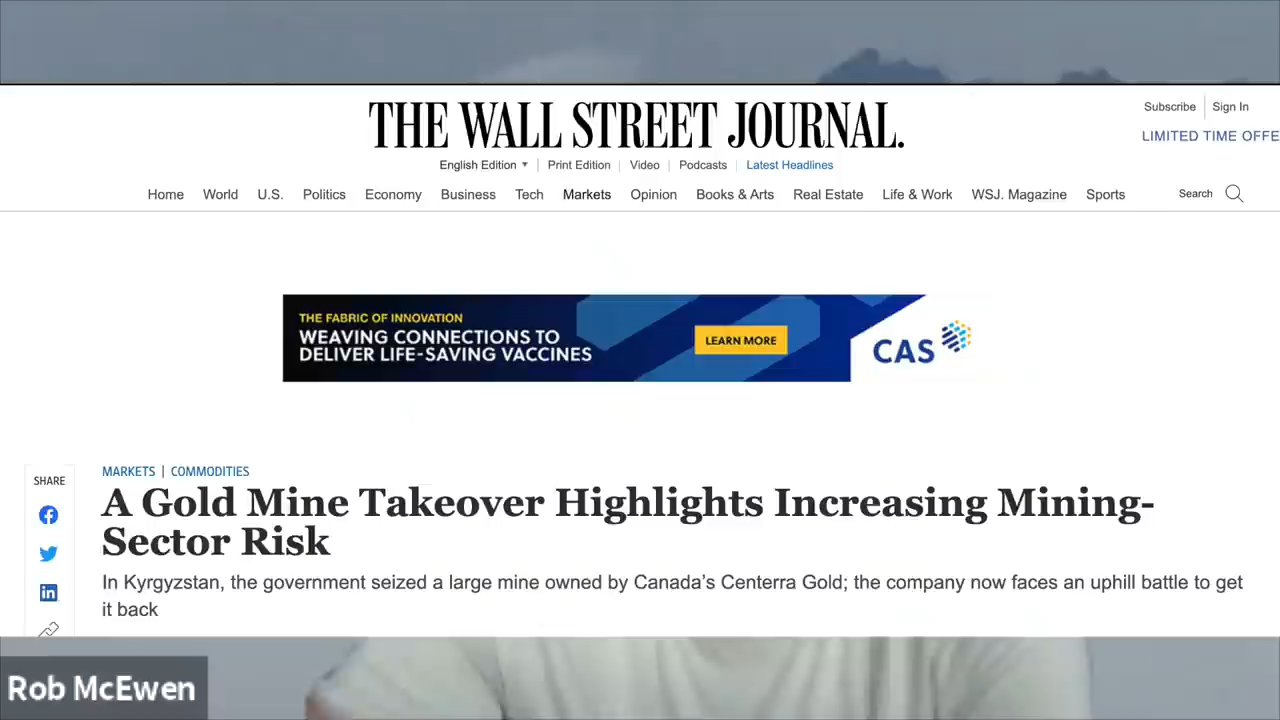 THE WALL STREET JOURNAL.
Subscribe Sign In
LIMITED TIME OFFE
English Edition Print Edition Video Podcasts Latest Headlines
Home World U.S. Politics Economy Business Tech Markets Opinion Books & Arts Real Estate Life & Work WSJ. Magazine Sports Search
THE FABRIC OF INNOVATION
WEAVING CONNECTIONS TO
DELIVER LIFE-SAVING VACCINES
LEARN MORE
CAS
SHARE
MARKETS | COMMODITIES
A Gold Mine Takeover Highlights Increasing Mining-
Sector Risk
In Kyrgyzstan, the government seized a large mine owned by Canada's Centerra Gold; the company now faces an uphill battle to get
it back
Rob McEwen